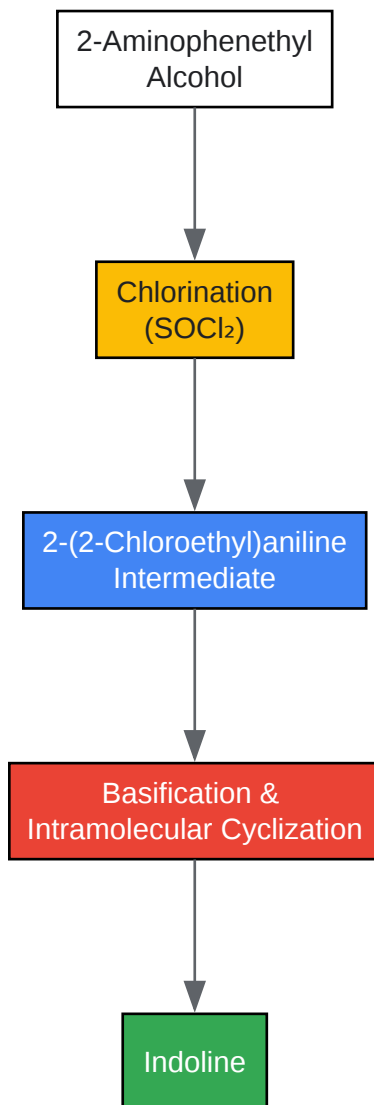 2-Aminophenethyl
Alcohol
Chlorination
(SOCl₂)
2-(2-Chloroethyl)aniline
Intermediate
Basification &
Intramolecular Cyclization
Indoline